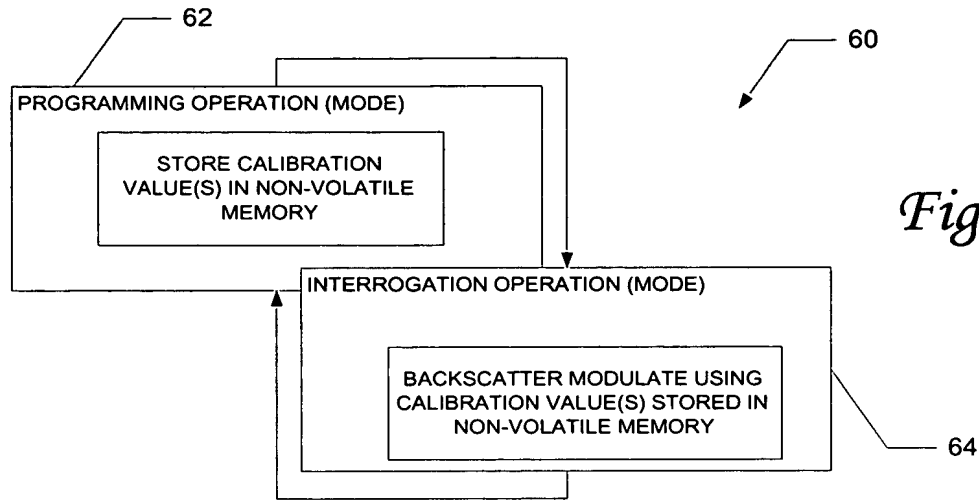 62
60
PROGRAMMING OPERATION (MODE)
STORE CALIBRATION
VALUE(S) IN NON-VOLATILE
MEMORY
Fig
INTERROGATION OPERATION (MODE)
BACKSCATTER MODULATE USING
CALIBRATION VALUE(S) STORED IN
NON-VOLATILE MEMORY
64